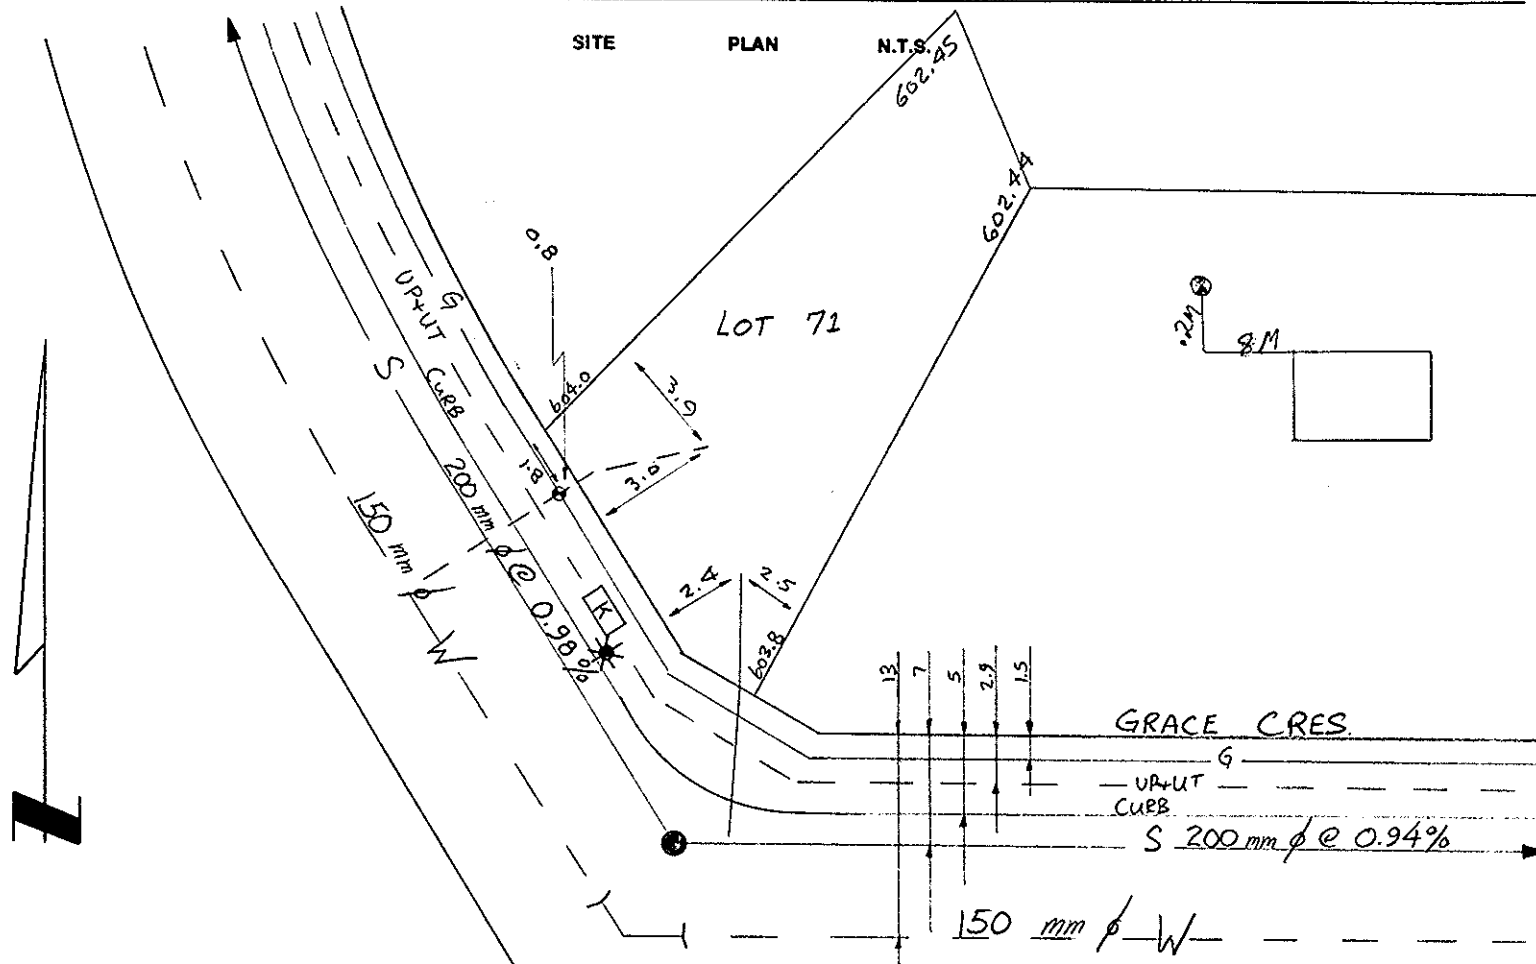 SITE PLAN N.T.S.
602.45
602.44
0.8
G
UP+UT
LOT 71
.2M
8M
S
CURB
604.0
3.9
1.8
3.0
200 mm ø @ 0.98%
150 mm ø W
K
2.4
2.5
603.8
13
7
5
2.9
1.5
GRACE CRES.
G
UP+UT
CURB
S 200 mm ø @ 0.94%
150 mm ø W